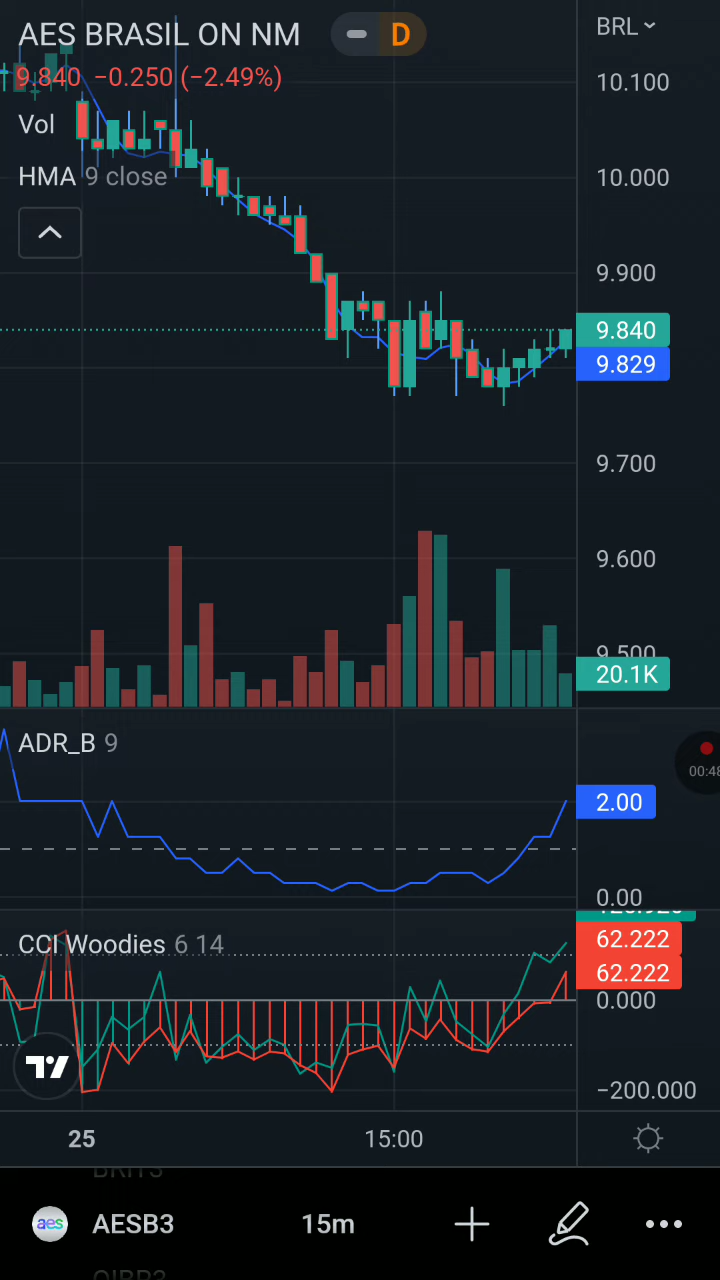 AES BRASIL ON NM
D
BRL
9.840 −0.250 (−2.49%)
10.100
Vol
HMA 9 close
10.000
9.900
9.840
9.829
9.700
9.600
9.500
20.1K
ADR_B 9
00:48
2.00
0.00
CCI Woodies 6 14
62.222
62.222
0.000
−200.000
25
15:00
aes
AESB3
15m